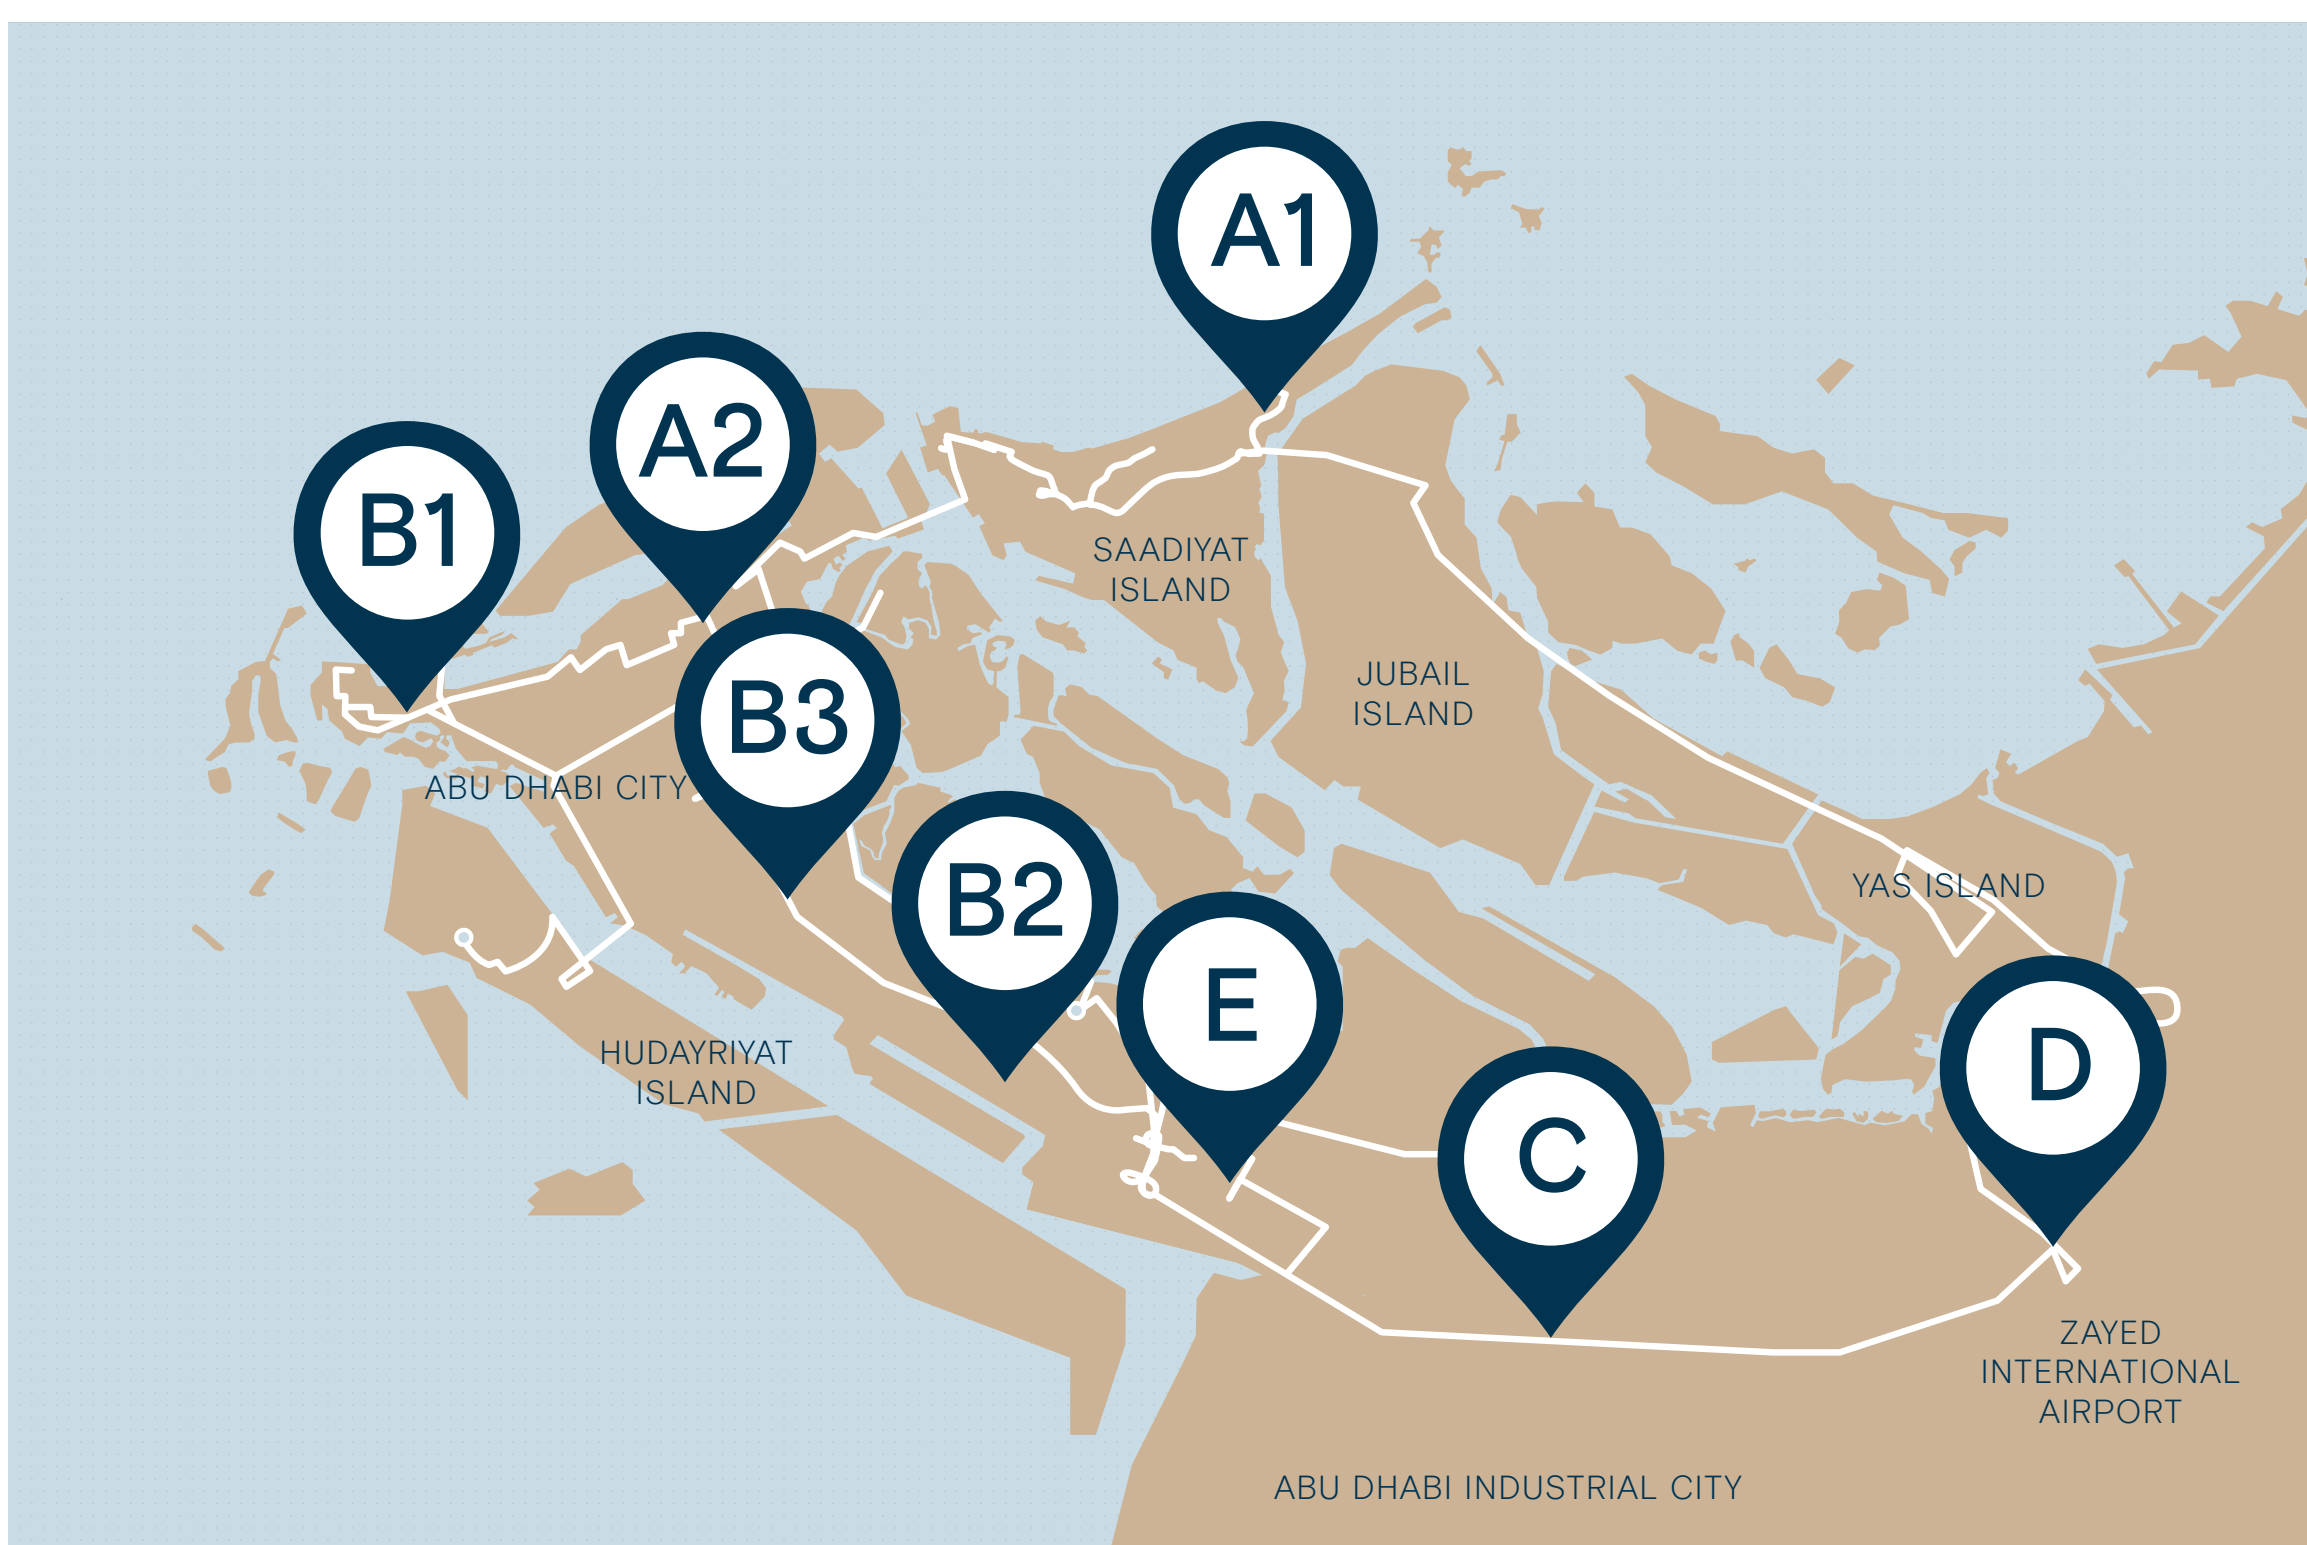 A1
A2
B1
SAADIYAT
ISLAND
JUBAIL
ISLAND
B3
ABU DHABI CITY
YAS ISLAND
B2
E
HUDAYRIYAT
ISLAND
D
C
ZAYED
INTERNATIONAL
AIRPORT
ABU DHABI INDUSTRIAL CITY